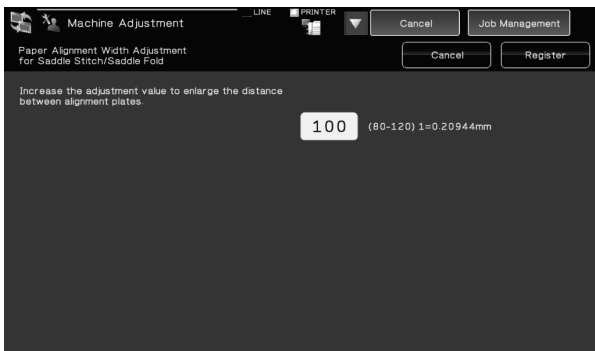 LINE
PRINTER
Machine Adjustment
Cancel
Job Management
Paper Alignment Width Adjustment
for Saddle Stitch/Saddle Fold
Cancel
Register
Increase the adjustment value to enlarge the distance
between alignment plates.
100 (80-120) 1=0.20944mm